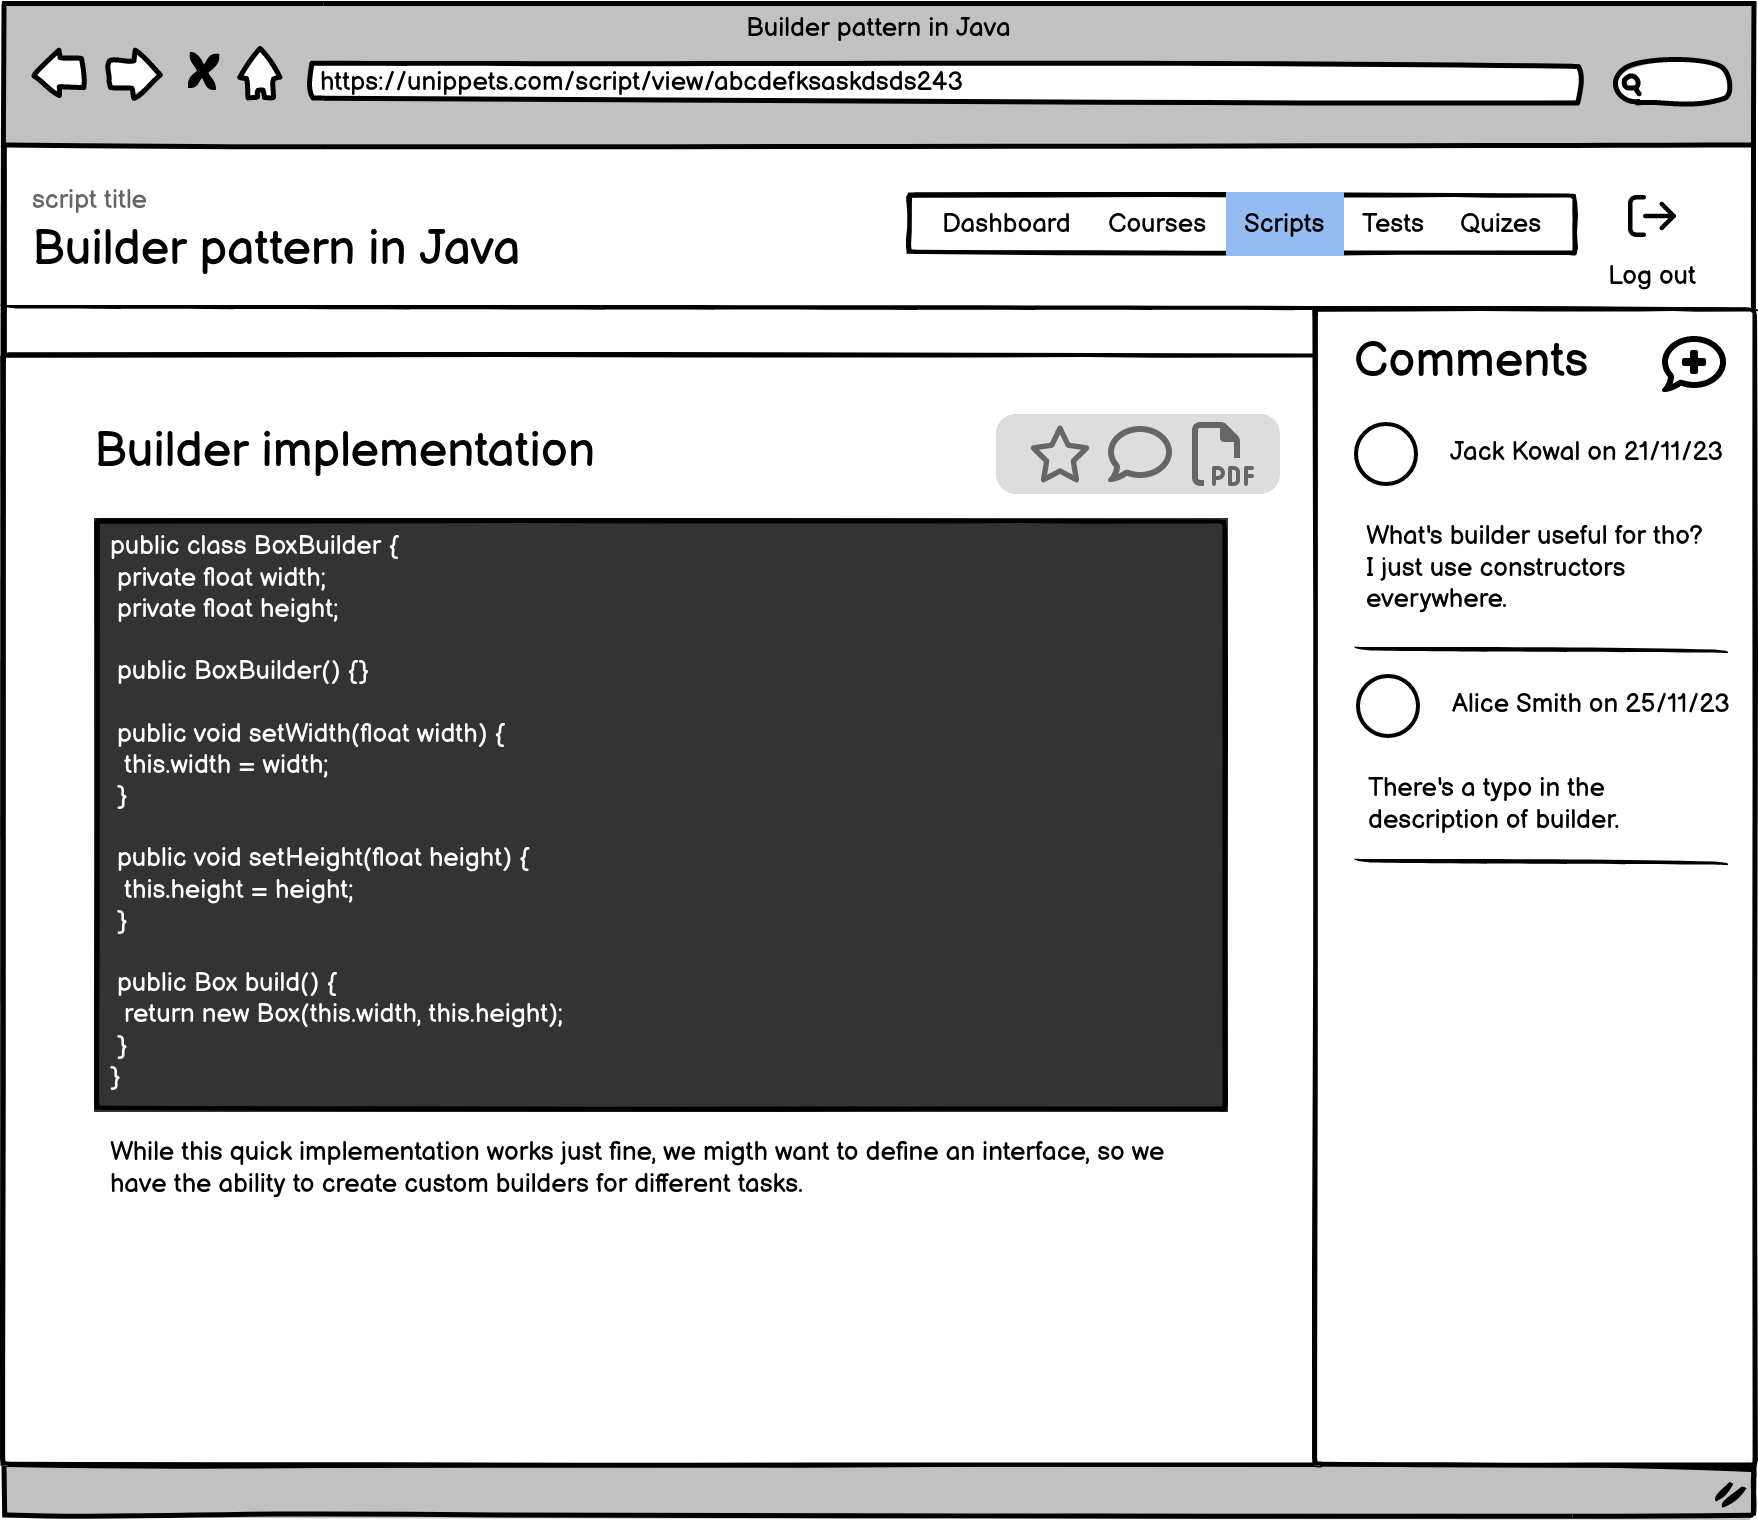 Builder pattern in Java
https://unippets.com/script/view/abcdefksaskdsds243
script title
Builder pattern in Java
Dashboard Courses Scripts Tests Quizes
Log out
Builder implementation
PDF
public class BoxBuilder {
private float width;
private float height;
public BoxBuilder() {}
public void setWidth(float width) {
this.width = width;
}
public void setHeight(float height) {
this.height = height;
}
public Box build() {
return new Box(this.width, this.height);
}
}
While this quick implementation works just fine, we migth want to define an interface, so we
have the ability to create custom builders for different tasks.
Comments
Jack Kowal on 21/11/23
What's builder useful for tho?
I just use constructors
everywhere.
Alice Smith on 25/11/23
There's a typo in the
description of builder.